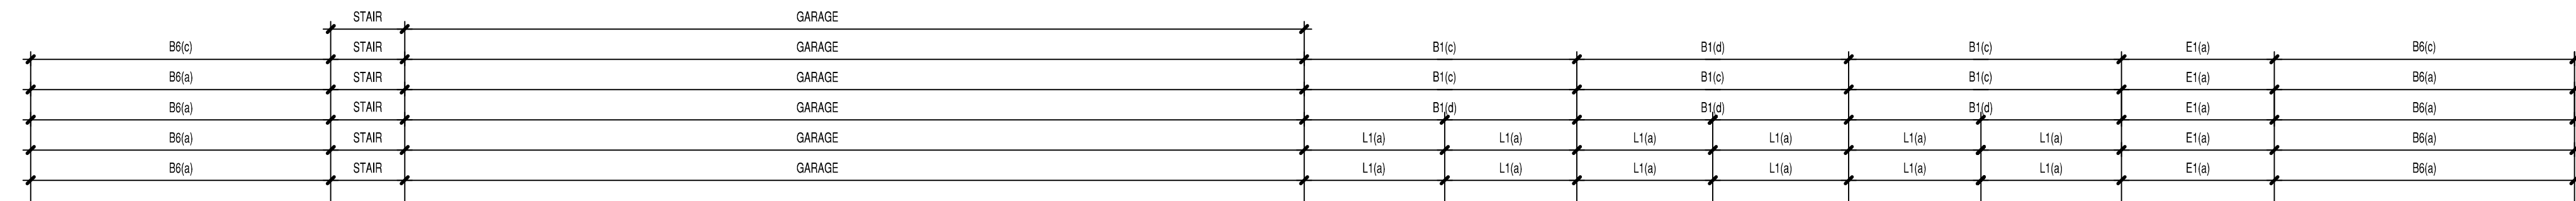 STAIR GARAGE
B6(c) STAIR GARAGE B1(c) B1(d) B1(c) E1(a) B6(c)
B6(a) STAIR GARAGE B1(c) B1(c) B1(c) E1(a) B6(a)
B6(a) STAIR GARAGE B1(d) B1(d) B1(d) E1(a) B6(a)
B6(a) STAIR GARAGE L1(a) L1(a) L1(a) L1(a) L1(a) L1(a) E1(a) B6(a)
B6(a) STAIR GARAGE L1(a) L1(a) L1(a) L1(a) L1(a) L1(a) E1(a) B6(a)